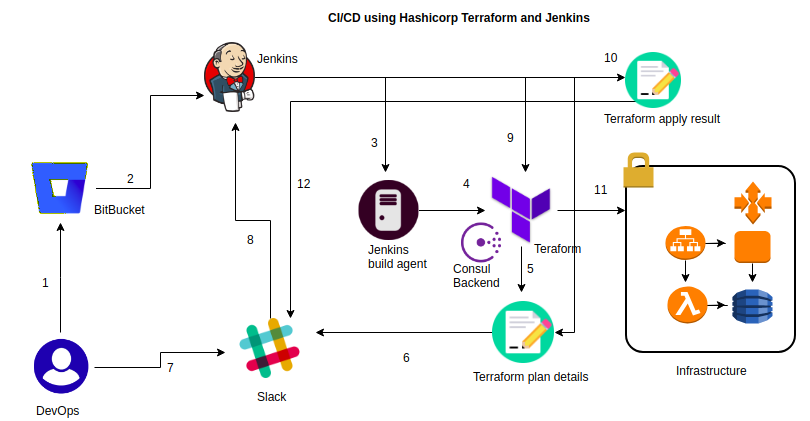 CI/CD using Hashicorp Terraform and Jenkins
Jenkins
10
Terraform apply result
2
3
9
BitBucket
12
4
11
Jenkins
build agent
Teraform
Consul
Backend
8
5
1
6
7
Terraform plan details
Infrastructure
Slack
DevOps